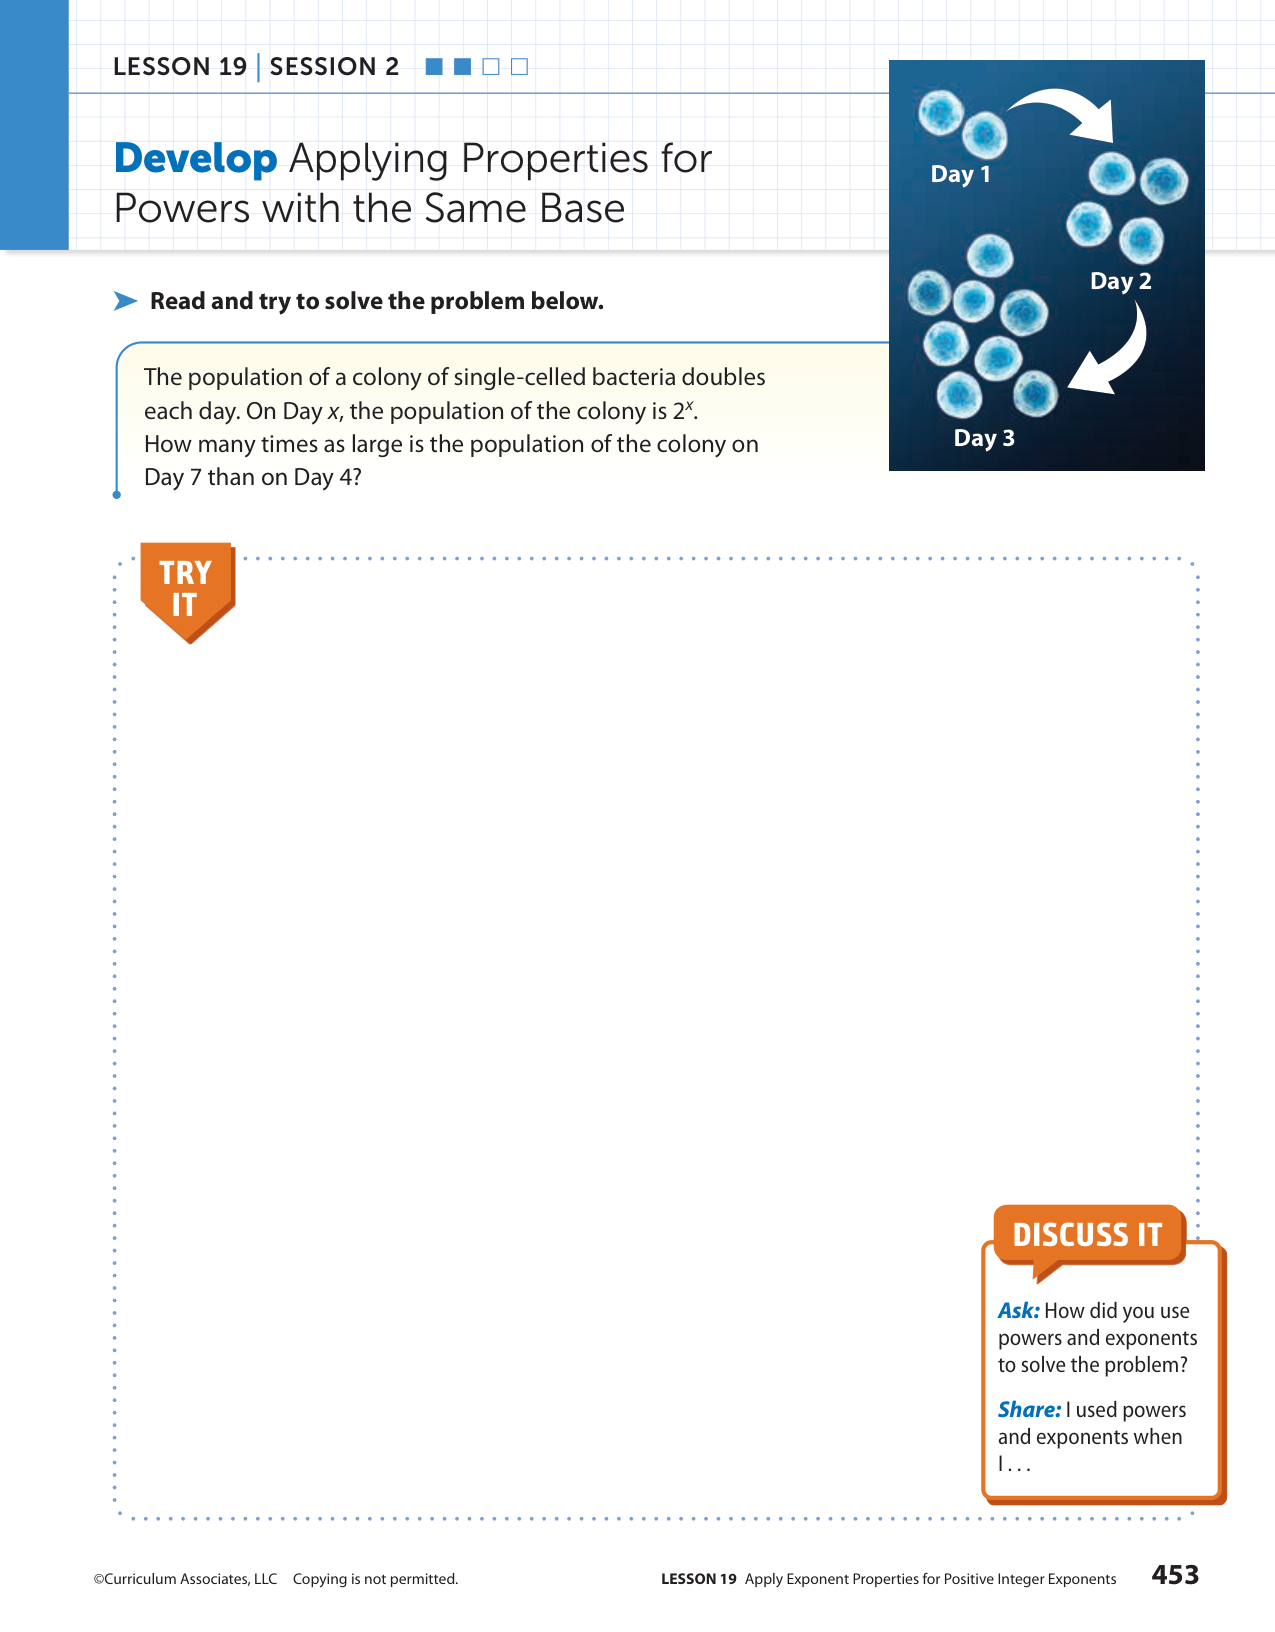 LESSON 19 | SESSION 2
Develop Applying Properties for
Powers with the Same Base
Day 1
Day 2
Day 3
Read and try to solve the problem below.
The population of a colony of single-celled bacteria doubles
each day. On Day x, the population of the colony is 2ˣ.
How many times as large is the population of the colony on
Day 7 than on Day 4?
TRY
IT
DISCUSS IT
Ask: How did you use
powers and exponents
to solve the problem?
Share: I used powers
and exponents when
I . . .
©Curriculum Associates, LLC Copying is not permitted.
LESSON 19 Apply Exponent Properties for Positive Integer Exponents 453